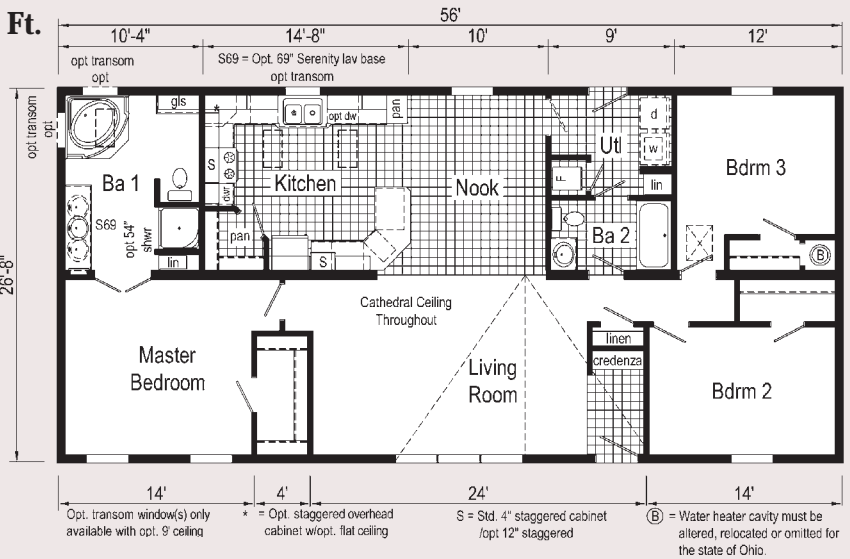 Ft.
56'
10'-4"
14'-8"
10'
9'
12'
opt transom
opt
S69 = Opt. 69" Serenity lav base
opt transom
opt transom
opt
26'-8"
gls
*
opt dw
pan
d
w
Utl
Bdrm 3
Ba 1
S
Kitchen
Nook
F
lin
dwr
S69
opt 54"
shwr
pan
Ba 2
X
lin
S
B
Cathedral Ceiling
Throughout
Master
Bedroom
Living
Room
linen
credenza
Bdrm 2
14'
4'
24'
14'
Opt. transom window(s) only
available with opt. 9' ceiling
* = Opt. staggered overhead
cabinet w/opt. flat ceiling
S = Std. 4" staggered cabinet
/opt 12" staggered
B = Water heater cavity must be
altered, relocated or omitted for
the state of Ohio.